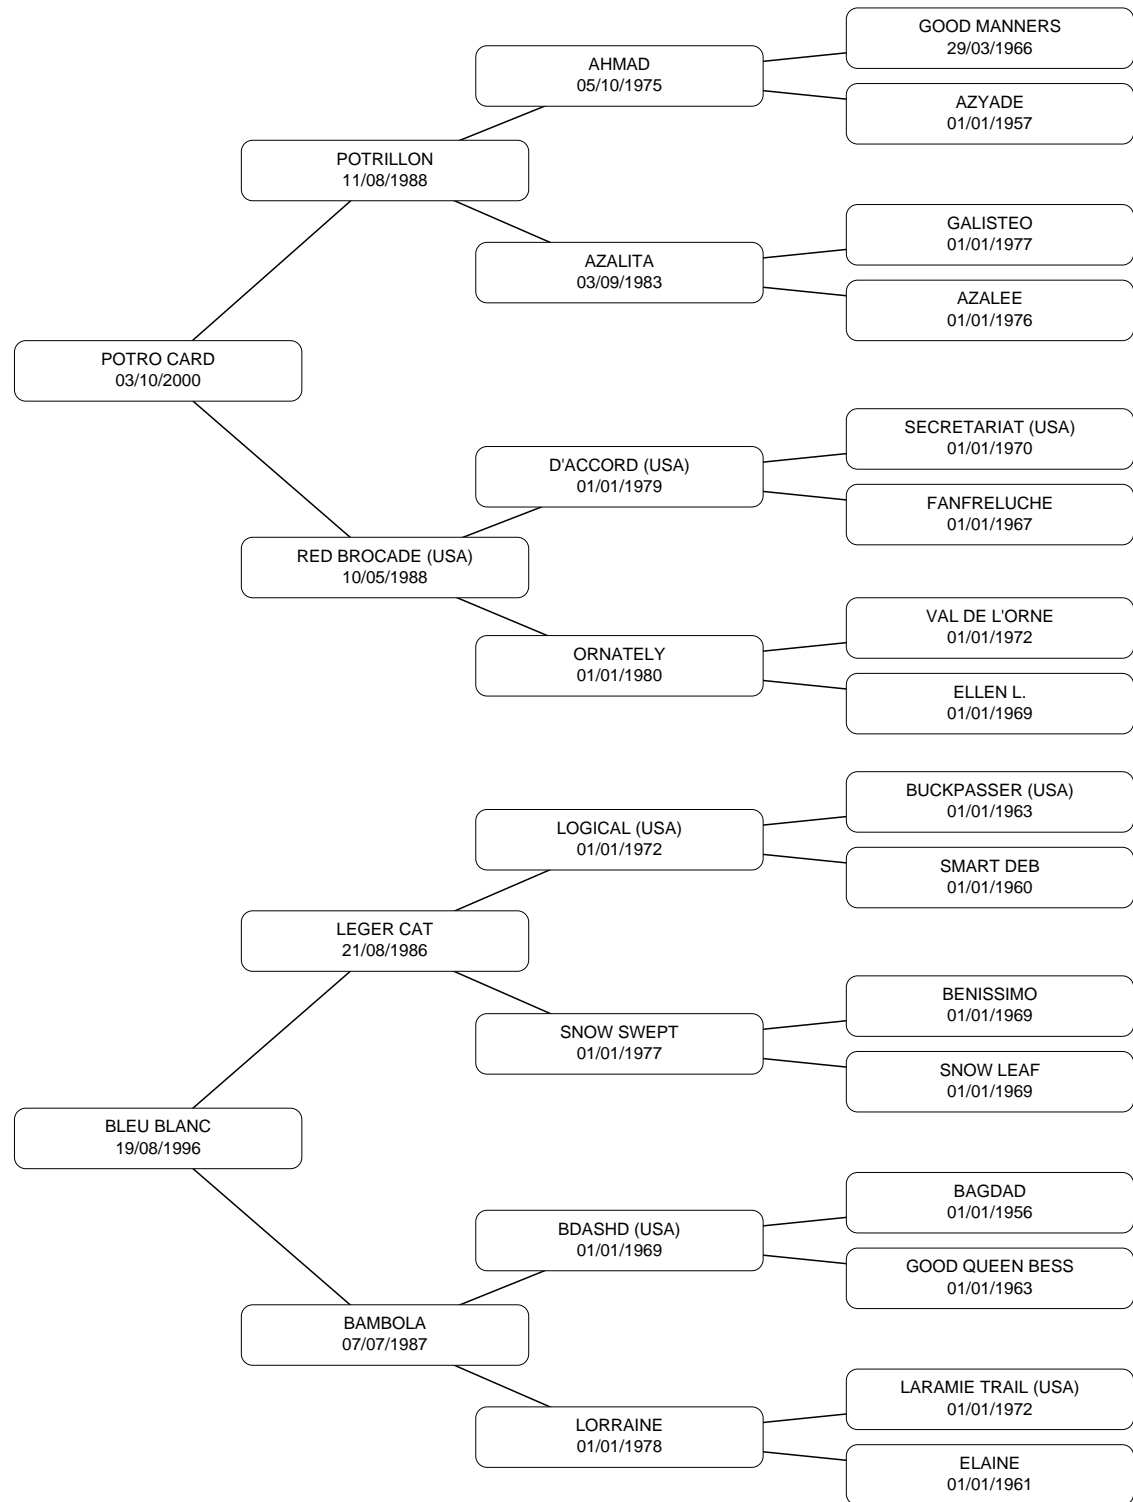 GOOD MANNERS
29/03/1966
AHMAD
05/10/1975
AZYADE
01/01/1957
POTRILLON
11/08/1988
GALISTEO
01/01/1977
AZALITA
03/09/1983
AZALEE
01/01/1976
POTRO CARD
03/10/2000
SECRETARIAT (USA)
01/01/1970
D'ACCORD (USA)
01/01/1979
FANFRELUCHE
01/01/1967
RED BROCADE (USA)
10/05/1988
VAL DE L'ORNE
01/01/1972
ORNATELY
01/01/1980
ELLEN L.
01/01/1969
BUCKPASSER (USA)
01/01/1963
LOGICAL (USA)
01/01/1972
SMART DEB
01/01/1960
LEGER CAT
21/08/1986
BENISSIMO
01/01/1969
SNOW SWEPT
01/01/1977
SNOW LEAF
01/01/1969
BLEU BLANC
19/08/1996
BAGDAD
01/01/1956
BDASHD (USA)
01/01/1969
GOOD QUEEN BESS
01/01/1963
BAMBOLA
07/07/1987
LARAMIE TRAIL (USA)
01/01/1972
LORRAINE
01/01/1978
ELAINE
01/01/1961